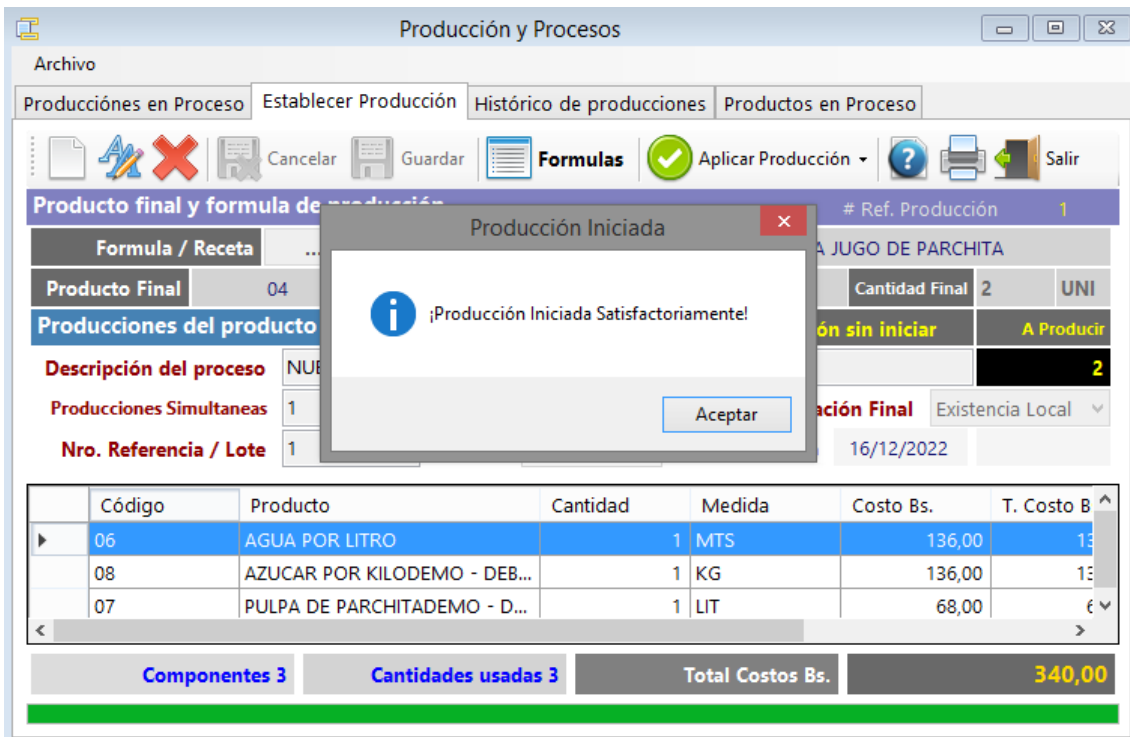 Producción y Procesos
Archivo
Producciónes en Proceso Establecer Producción Histórico de producciones Productos en Proceso
Cancelar Guardar Formulas Aplicar Producción Salir
Producto final y formula de producción # Ref. Producción 1
Producción Iniciada
Formula / Receta ... JUGO DE PARCHITA
Producto Final 04 Cantidad Final 2 UNI
¡Producción Iniciada Satisfactoriamente!
Producciones del producto sin iniciar A Producir
Descripción del proceso 2
Producciones Simultaneas 1 Final Existencia Local
Aceptar
Nro. Referencia / Lote 1 16/12/2022
Código Producto Cantidad Medida Costo Bs. T. Costo B
06 AGUA POR LITRO 1 MTS 136,00 13
08 AZUCAR POR KILODEMO - DEB... 1 KG 136,00 13
07 PULPA DE PARCHITADEMO - D... 1 LIT 68,00 6
Componentes 3 Cantidades usadas 3 Total Costos Bs. 340,00